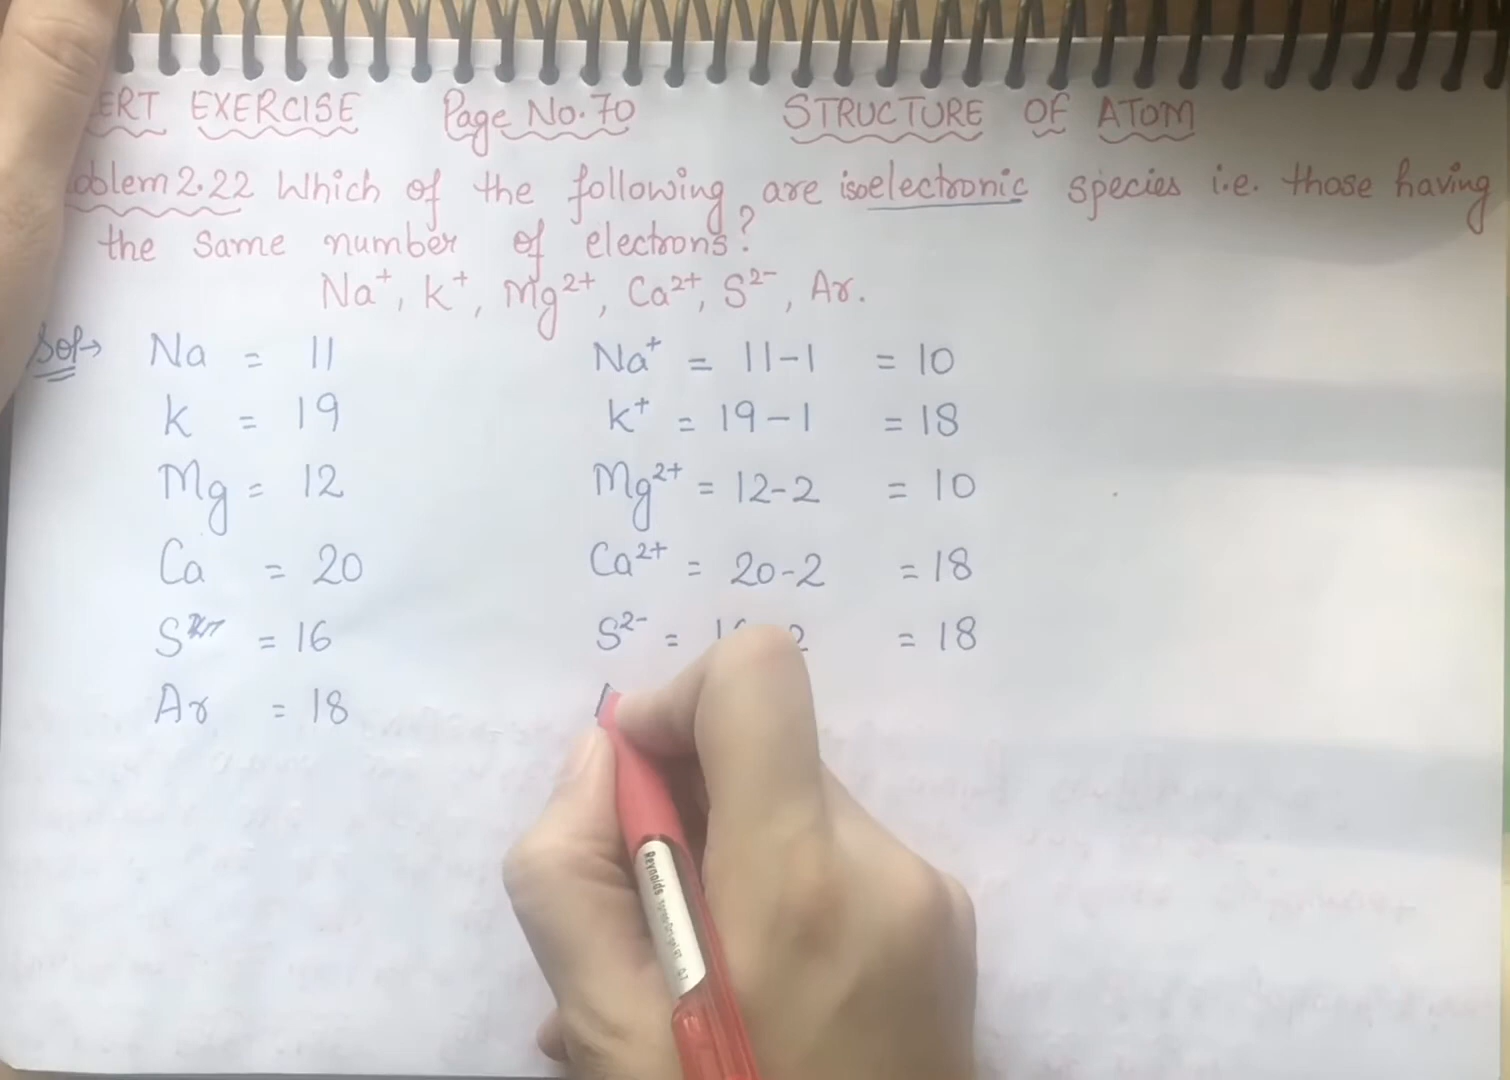 ERT EXERCISE Page No.70 STRUCTURE OF ATOM
oblem 2.22 Which of the following are isoelectronic species i.e. those having
the same number of electrons?
Na⁺, K⁺, Mg²⁺, Ca²⁺, S²⁻, Ar.
Sol→ Na = 11 Na⁺ = 11-1 = 10
K = 19 K⁺ = 19-1 = 18
Mg = 12 Mg²⁺ = 12-2 = 10
Ca = 20 Ca²⁺ = 20-2 = 18
S = 16 S²⁻ = 2 = 18
Ar = 18
Reynolds